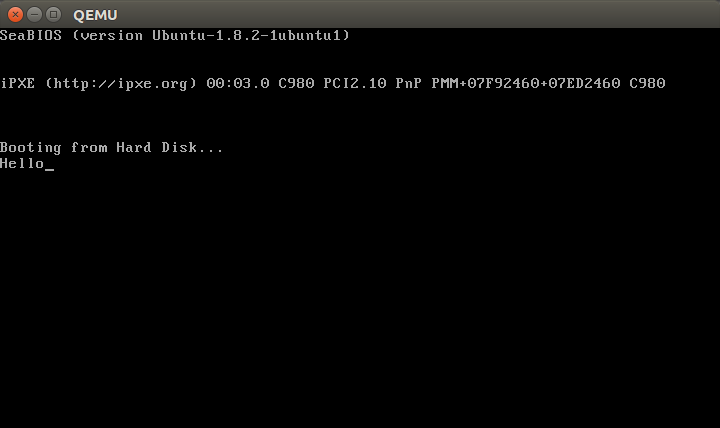 QEMU
SeaBIOS (version Ubuntu-1.8.2-1ubuntu1)
iPXE (http://ipxe.org) 00:03.0 C980 PCI2.10 PnP PMM+07F92460+07ED2460 C980
Booting from Hard Disk...
Hello_